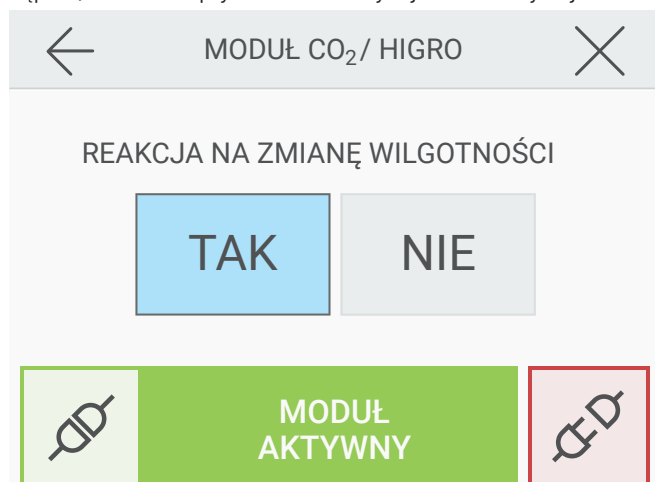 MODUŁ CO₂/ HIGRO
REAKCJA NA ZMIANĘ WILGOTNOŚCI
TAK
NIE
MODUŁ
AKTYWNY